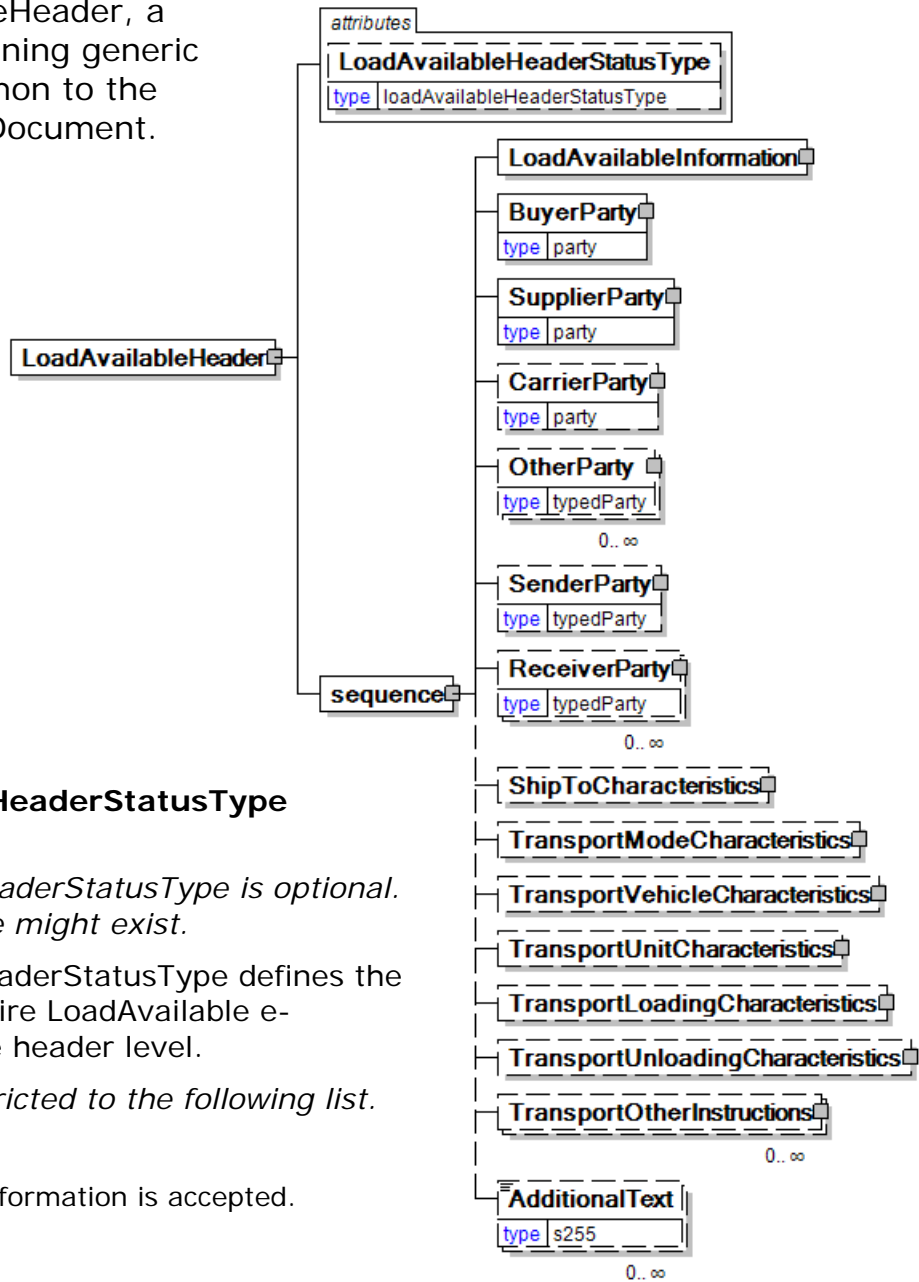 eHeader, a
ning generic
non to the
Document.
attributes
LoadAvailableHeaderStatusType
type loadAvailableHeaderStatusType
LoadAvailableInformation
BuyerParty
type party
SupplierParty
type party
LoadAvailableHeader
CarrierParty
type party
OtherParty
type typedParty
0.. ∞
SenderParty
type typedParty
ReceiverParty
type typedParty
0.. ∞
sequence
ShipToCharacteristics
TransportModeCharacteristics
TransportVehicleCharacteristics
TransportUnitCharacteristics
TransportLoadingCharacteristics
TransportUnloadingCharacteristics
TransportOtherInstructions
0.. ∞
AdditionalText
type s255
0.. ∞
HeaderStatusType
eaderStatusType is optional.
e might exist.
eaderStatusType defines the
ire LoadAvailable e-
e header level.
ricted to the following list.
formation is accepted.